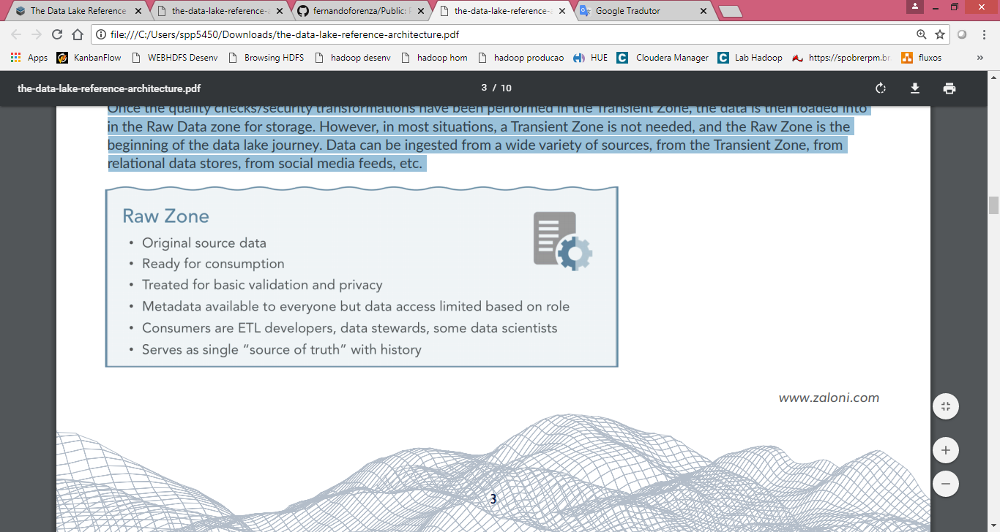 The Data Lake Reference
the-data-lake-reference-
fernandoforenza/Public:
the-data-lake-reference-
Google Tradutor
file:///C:/Users/spp5450/Downloads/the-data-lake-reference-architecture.pdf
Apps KanbanFlow WEBHDFS Desenv Browsing HDFS hadoop desenv hadoop hom hadoop producao HUE Cloudera Manager Lab Hadoop https://spobrerpm.br fluxos »
the-data-lake-reference-architecture.pdf 3 / 10
Once the quality checks/security transformations have been performed in the Transient Zone, the data is then loaded into
in the Raw Data zone for storage. However, in most situations, a Transient Zone is not needed, and the Raw Zone is the
beginning of the data lake journey. Data can be ingested from a wide variety of sources, from the Transient Zone, from
relational data stores, from social media feeds, etc.
Raw Zone
• Original source data
• Ready for consumption
• Treated for basic validation and privacy
• Metadata available to everyone but data access limited based on role
• Consumers are ETL developers, data stewards, some data scientists
• Serves as single “source of truth” with history
www.zaloni.com
3